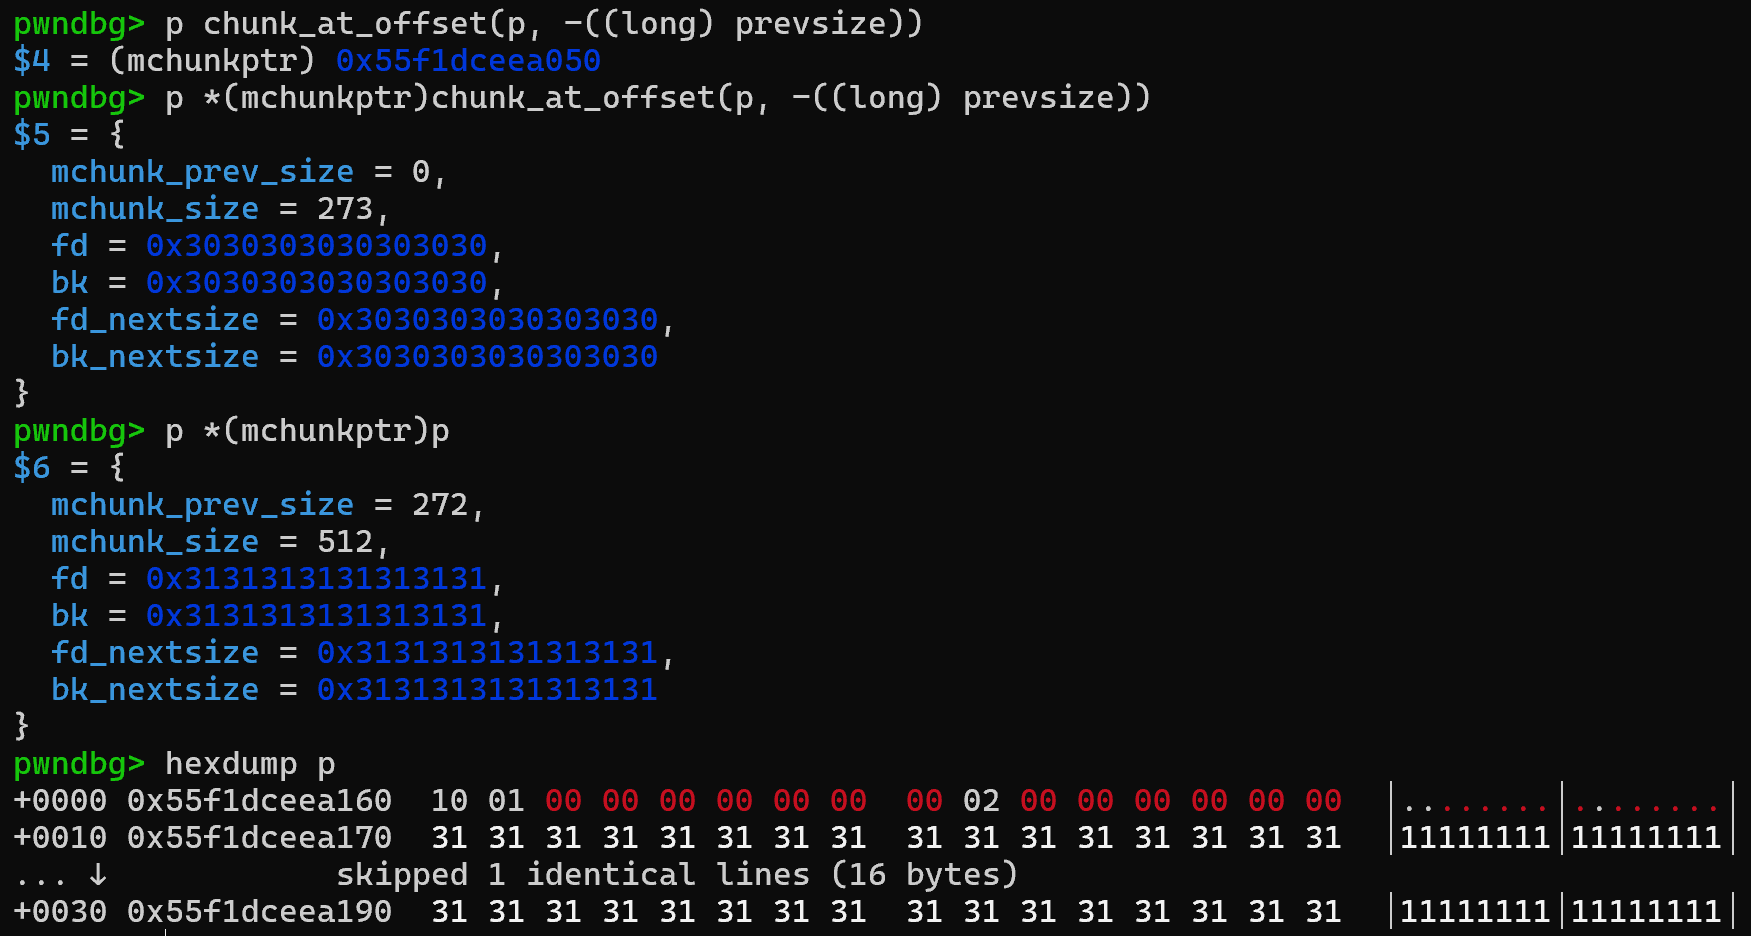 pwndbg> p chunk_at_offset(p, -((long) prevsize))
$4 = (mchunkptr) 0x55f1dceea050
pwndbg> p *(mchunkptr)chunk_at_offset(p, -((long) prevsize))
$5 = {
  mchunk_prev_size = 0,
  mchunk_size = 273,
  fd = 0x3030303030303030,
  bk = 0x3030303030303030,
  fd_nextsize = 0x3030303030303030,
  bk_nextsize = 0x3030303030303030
}
pwndbg> p *(mchunkptr)p
$6 = {
  mchunk_prev_size = 272,
  mchunk_size = 512,
  fd = 0x3131313131313131,
  bk = 0x3131313131313131,
  fd_nextsize = 0x3131313131313131,
  bk_nextsize = 0x3131313131313131
}
pwndbg> hexdump p
+0000 0x55f1dceea160  10 01 00 00 00 00 00 00  00 02 00 00 00 00 00 00  |........|........|
+0010 0x55f1dceea170  31 31 31 31 31 31 31 31  31 31 31 31 31 31 31 31  |11111111|11111111|
... ↓            skipped 1 identical lines (16 bytes)
+0030 0x55f1dceea190  31 31 31 31 31 31 31 31  31 31 31 31 31 31 31 31  |11111111|11111111|